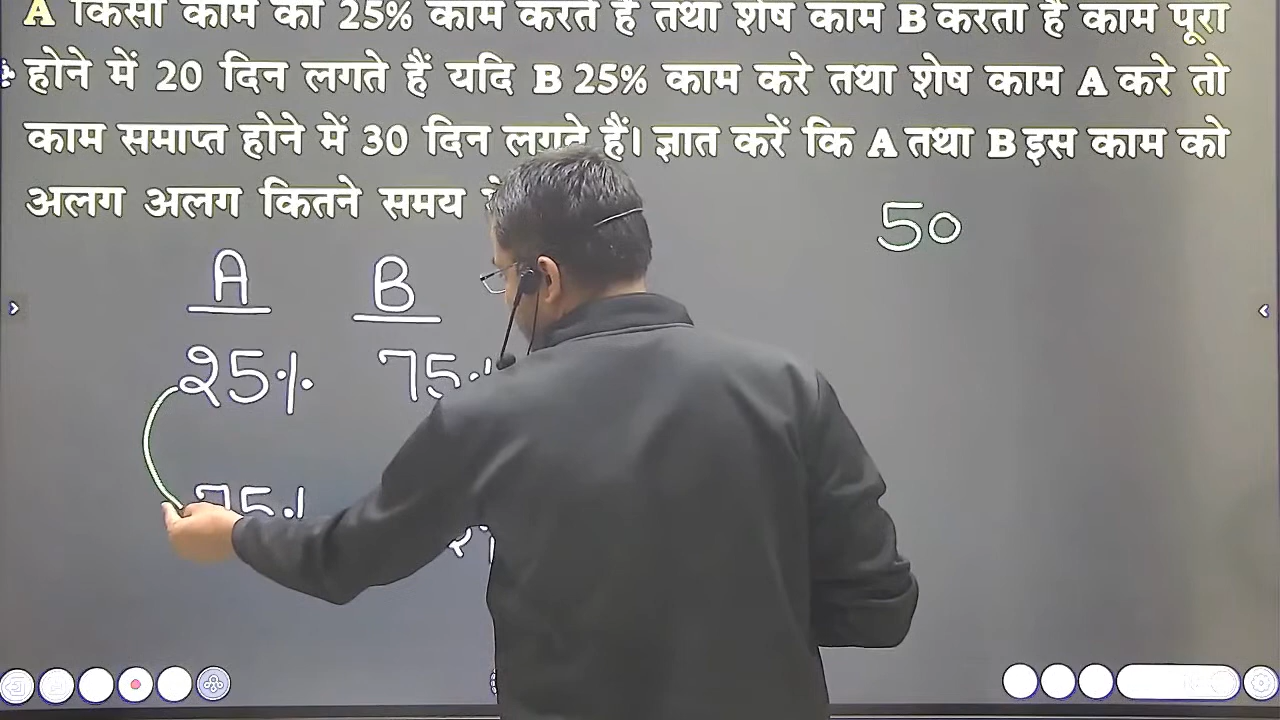 A किसी काम का 25% काम करते हैं तथा शेष काम B करता है काम पूरा
होने में 20 दिन लगते हैं यदि B 25% काम करे तथा शेष काम A करे तो
काम समाप्त होने में 30 दिन लगते हैं। ज्ञात करें कि A तथा B इस काम को
अलग अलग कितने समय
50
A B
25% 75%
75%